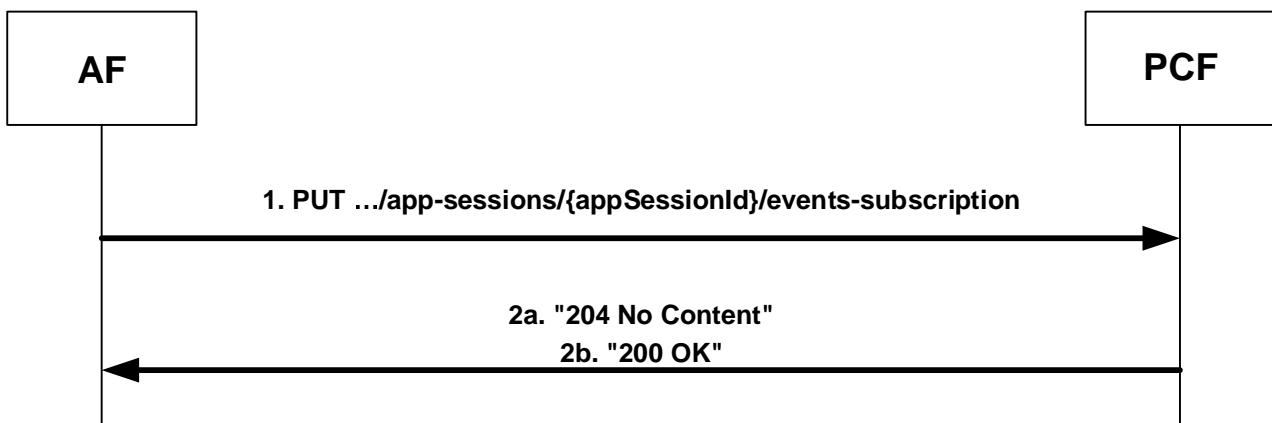 AF
PCF
1. PUT …/app-sessions/{appSessionId}/events-subscription
2a. "204 No Content"
2b. "200 OK"